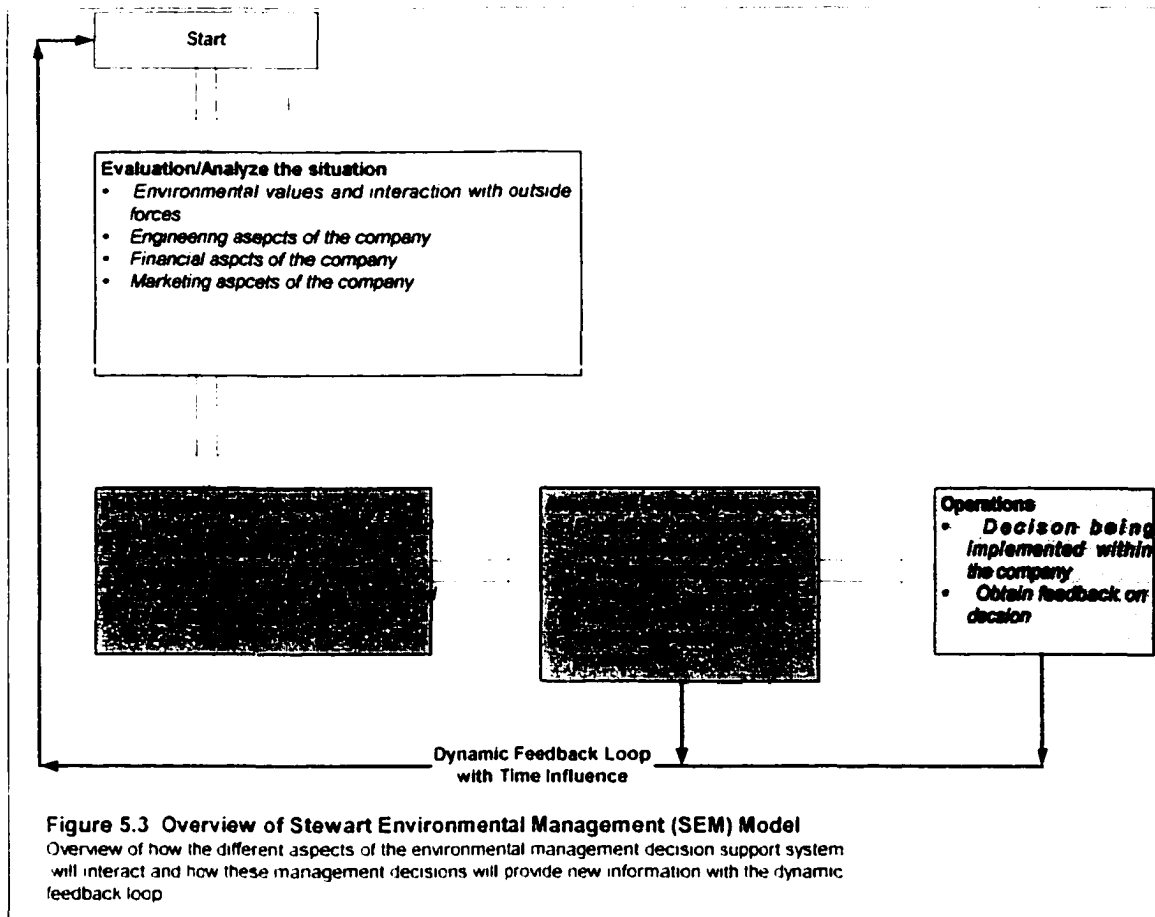 Start
Evaluation/Analyze the situation
• Environmental values and interaction with outside
forces
• Engineering asepcts of the company
• Financial aspcts of the company
• Marketing aspcets of the company
Operations
• Decison being
implemented within
the company
• Obtain feedback on
decsion
Dynamic Feedback Loop
with Time Influence
Figure 5.3 Overview of Stewart Environmental Management (SEM) Model
Overview of how the different aspects of the environmental management decision support system
will interact and how these management decisions will provide new information with the dynamic
feedback loop